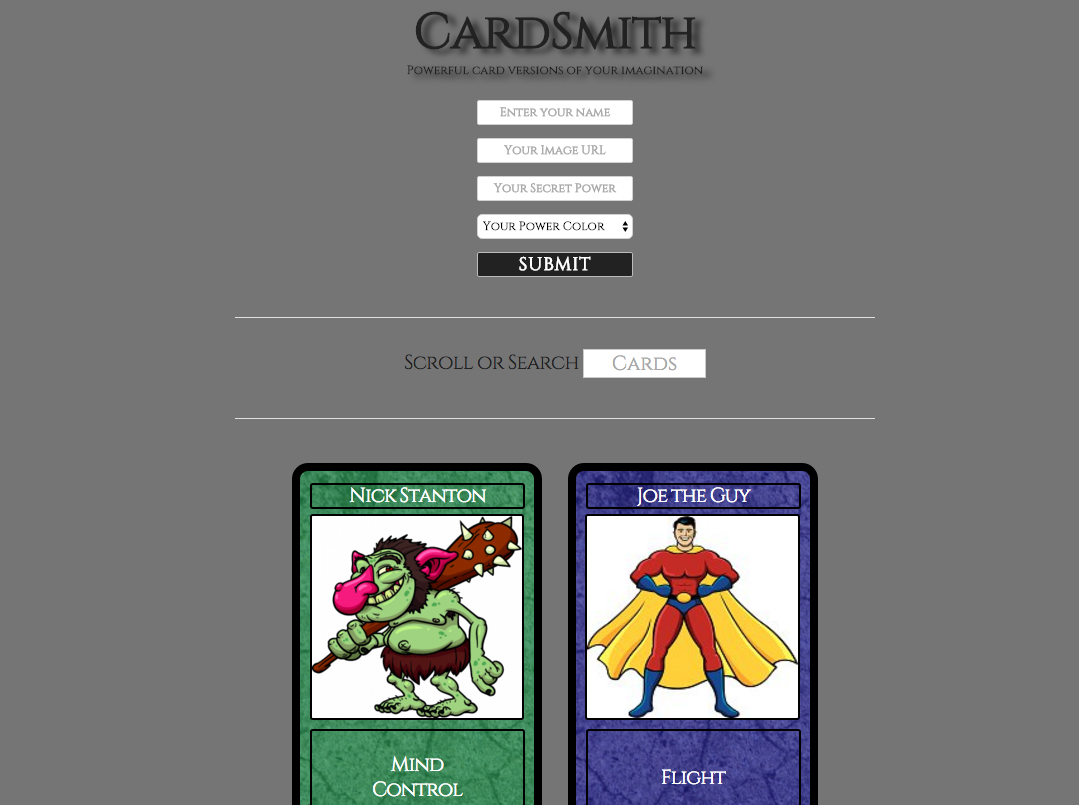 CardSmith
Powerful card versions of your imagination
Enter your name
Your Image URL
Your Secret Power
Your Power Color
SUBMIT
Scroll or Search Cards
Nick Stanton
Joe the Guy
Mind
Control
Flight